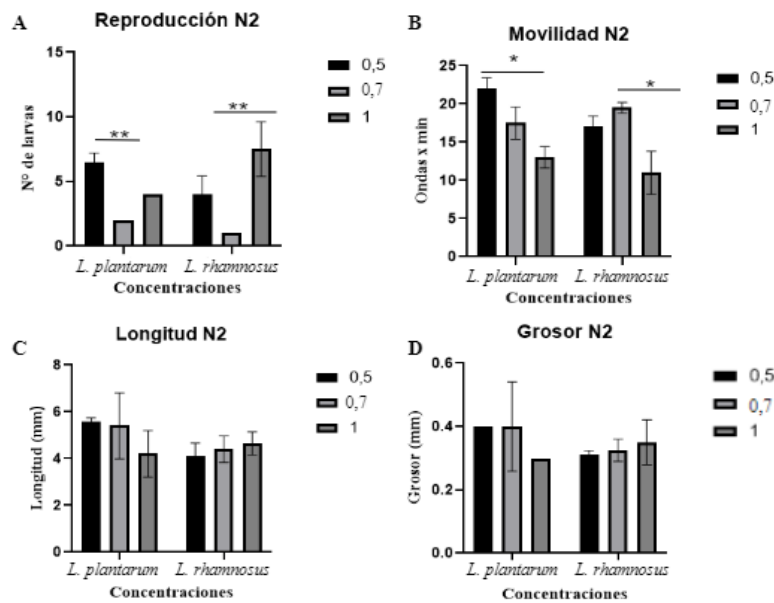 A
Reproducción N2
15
10
5
0
N° de larvas
**
**
0,5
0,7
1
L. plantarum L. rhamnosus
Concentraciones
B
Movilidad N2
25
20
15
10
5
0
Ondas x min
*
*
0,5
0,7
1
L. plantarum L. rhamnosus
Concentraciones
C
Longitud N2
8
6
4
2
0
Longitud (mm)
0,5
0,7
1
L. plantarum L. rhamnosus
Concentraciones
D
Grosor N2
0.6
0.4
0.2
0.0
Grosor (mm)
0,5
0,7
1
L. plantarum L. rhamnosus
Concentraciones